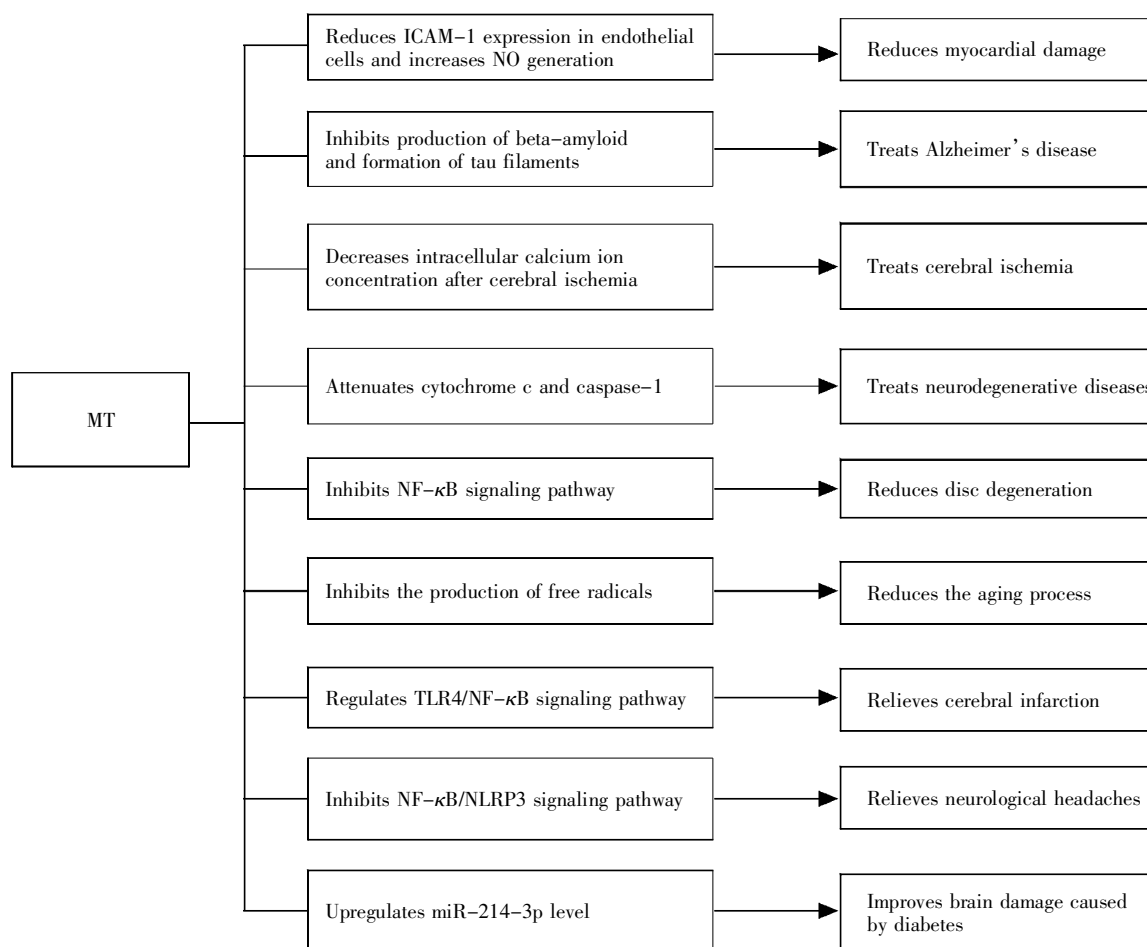 Reduces ICAM-1 expression in endothelial
cells and increases NO generation
Reduces myocardial damage
Inhibits production of beta-amyloid
and formation of tau filaments
Treats Alzheimer's disease
Decreases intracellular calcium ion
concentration after cerebral ischemia
Treats cerebral ischemia
MT
Attenuates cytochrome c and caspase-1
Treats neurodegenerative diseases
Inhibits NF-κB signaling pathway
Reduces disc degeneration
Inhibits the production of free radicals
Reduces the aging process
Regulates TLR4/NF-κB signaling pathway
Relieves cerebral infarction
Inhibits NF-κB/NLRP3 signaling pathway
Relieves neurological headaches
Upregulates miR-214-3p level
Improves brain damage caused
by diabetes